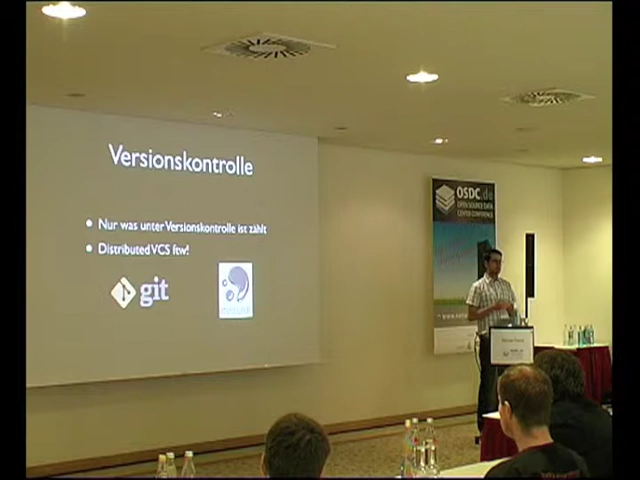 Versionskontrolle
Nur was unter Versionskontrolle ist zählt
Distributed VCS ftw!
git
OSDC.de
OPEN SOURCE DATA
CENTER CONFERENCE